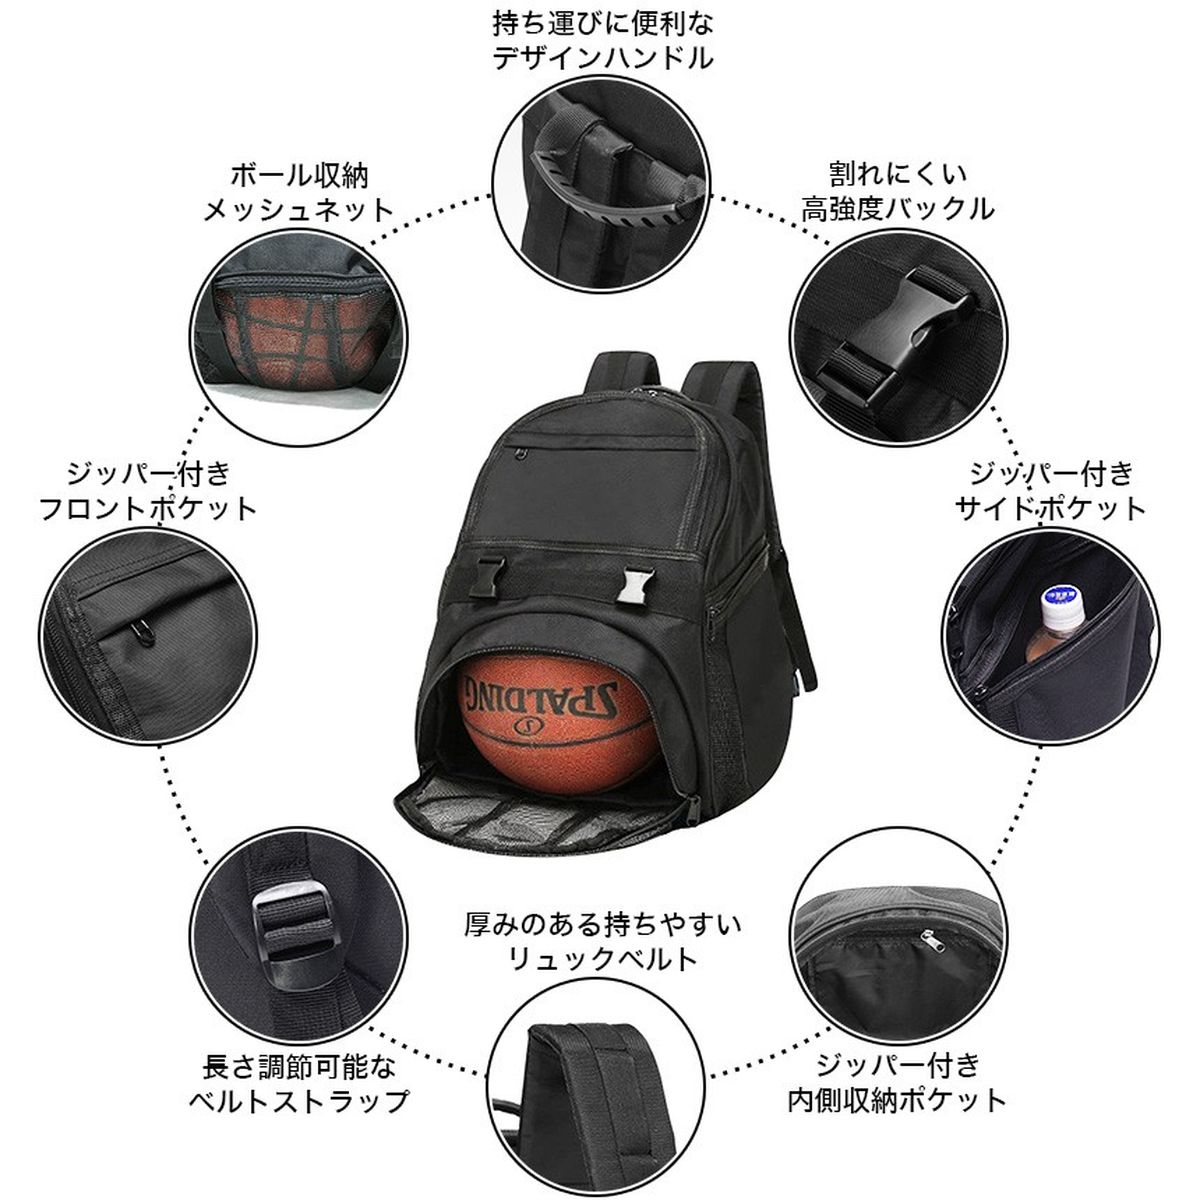 持ち運びに便利な
デザインハンドル
ボール収納
メッシュネット
割れにくい
高強度バックル
ジッパー付き
フロントポケット
ジッパー付き
サイドポケット
SPALDING
S
長さ調節可能な
ベルトストラップ
厚みのある持ちやすい
リュックベルト
ジッパー付き
内側収納ポケット